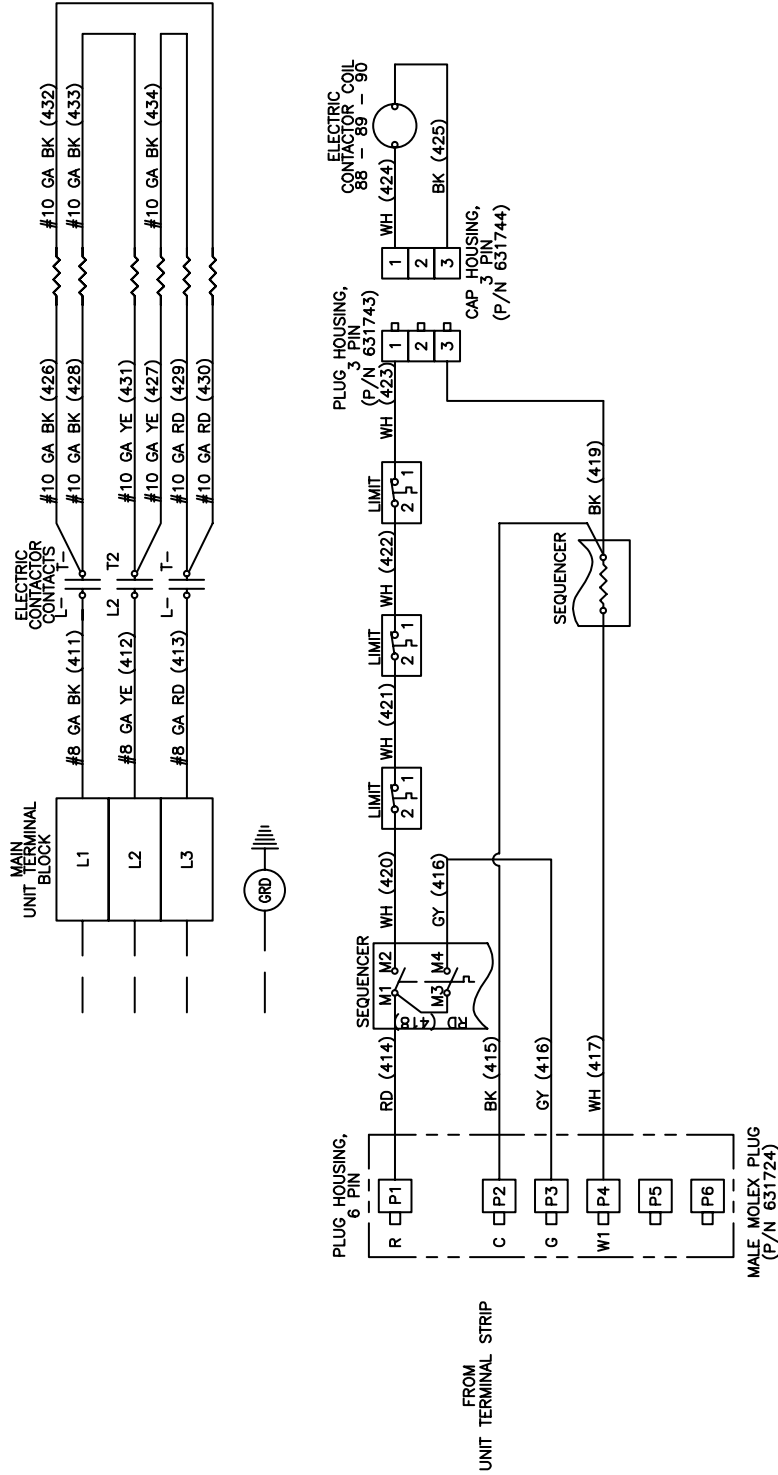 MAIN
UNIT TERMINAL
BLOCK
L1
L2
L3
GRD
#8 GA BK (411)
#8 GA YE (412)
#8 GA RD (413)
ELECTRIC
CONTACTOR
CONTACTS
L- T-
L2 T2
L- T-
#10 GA BK (426)
#10 GA BK (428)
#10 GA YE (431)
#10 GA YE (427)
#10 GA RD (429)
#10 GA RD (430)
#10 GA BK (432)
#10 GA BK (433)
#10 GA BK (434)
FROM
UNIT TERMINAL STRIP
PLUG HOUSING,
6 PIN
R P1
C P2
G P3
W1 P4
P5
P6
MALE MOLEX PLUG
(P/N 631724)
RD (414)
BK (415)
GY (416)
WH (417)
SEQUENCER
M1 M2
M3 M4
RD (418)
WH (420)
GY (416)
LIMIT
2 1
WH (421)
LIMIT
2 1
WH (422)
LIMIT
2 1
WH (423)
SEQUENCER
BK (419)
PLUG HOUSING,
3 PIN
(P/N 631743)
1
2
3
CAP HOUSING,
3 PIN
(P/N 631744)
1
2
3
WH (424)
BK (425)
ELECTRIC
CONTACTOR COIL
88 - 89 - 90